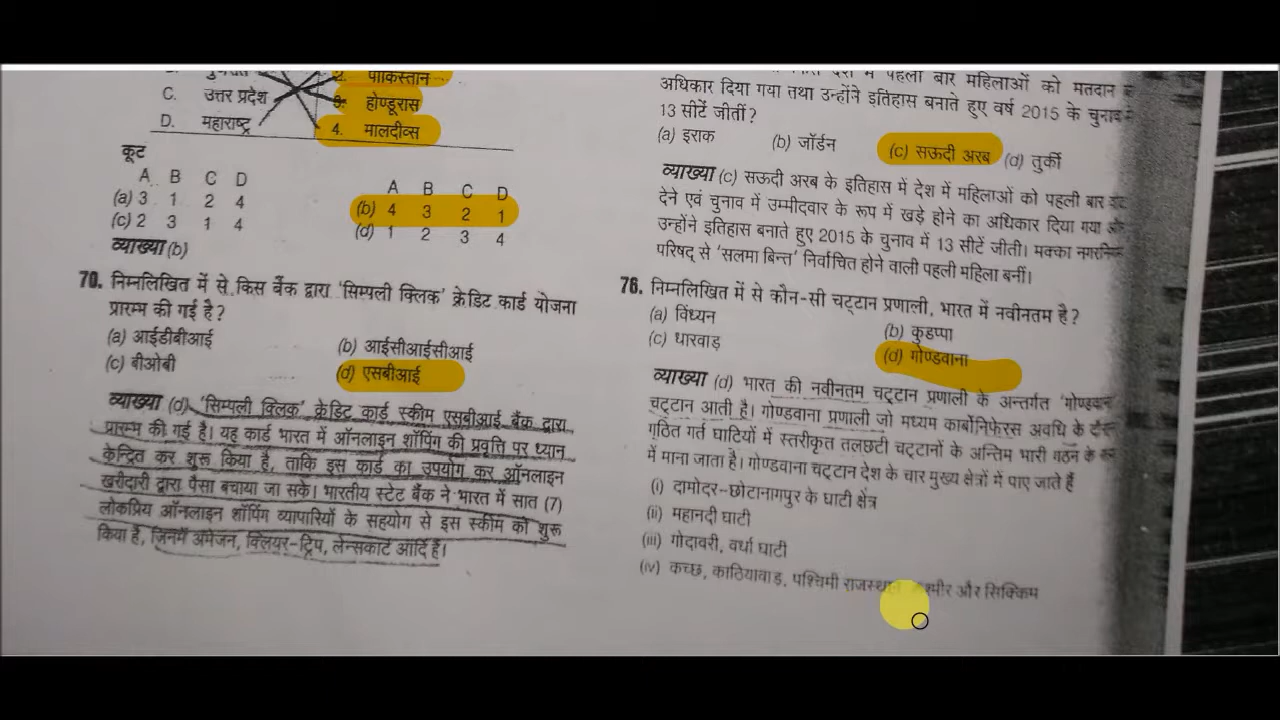 पाकिस्तान
C. उत्तर प्रदेश 3. होण्डूरास
D. महाराष्ट्र 4. मालदीव्स
कूट
A B C D
(a) 3 1 2 4
(c) 2 3 1 4
A B C D
(b) 4 3 2 1
(d) 1 2 3 4
व्याख्या (b)
70. निम्नलिखित में से किस बैंक द्वारा 'सिम्पली क्लिक' क्रेडिट कार्ड योजना
प्रारम्भ की गई है?
(a) आईडीबीआई (b) आईसीआईसीआई
(c) बीओबी (d) एसबीआई
व्याख्या (d) 'सिम्पली क्लिक' क्रेडिट कार्ड स्कीम एसबीआई बैंक द्वारा
प्रारम्भ की गई है। यह कार्ड भारत में ऑनलाइन शॉपिंग की प्रवृत्ति पर ध्यान
केन्द्रित कर शुरू किया है, ताकि इस कार्ड का उपयोग कर ऑनलाइन
खरीदारी द्वारा पैसा बचाया जा सके। भारतीय स्टेट बैंक ने भारत में सात (7)
लोकप्रिय ऑनलाइन शॉपिंग व्यापारियों के सहयोग से इस स्कीम को शुरू
किया है, जिनमें अमेजन, क्लियर-ट्रिप, लेन्सकार्ट आदि हैं।
में पहली बार महिलाओं को मतदान
अधिकार दिया गया तथा उन्होंने इतिहास बनाते हुए वर्ष 2015 के चुनाव में
13 सीटें जीतीं?
(a) इराक (b) जॉर्डन (c) सऊदी अरब (d) तुर्की
व्याख्या (c) सऊदी अरब के इतिहास में देश में महिलाओं को पहली बार वोट
देने एवं चुनाव में उम्मीदवार के रूप में खड़े होने का अधिकार दिया गया और
उन्होंने इतिहास बनाते हुए 2015 के चुनाव में 13 सीटें जीती। मक्का
परिषद् से 'सलमा बिन्त' निर्वाचित होने वाली पहली महिला बनीं।
76. निम्नलिखित में से कौन-सी चट्टान प्रणाली, भारत में नवीनतम है?
(a) विंध्यन (b) कुडप्पा
(c) धारवाड़ (d) गोण्डवाना
व्याख्या (d) भारत की नवीनतम चट्टान प्रणाली के अन्तर्गत 'गोण्डवाना
चट्टान आती है। गोण्डवाना प्रणाली जो मध्यम कार्बोनिफेरस अवधि के दौरान
गठित गर्त घाटियों में स्तरीकृत तलछटी चट्टानों के अन्तिम भारी गठन के रूप
में माना जाता है। गोण्डवाना चट्टान देश के चार मुख्य क्षेत्रों में पाए जाते हैं
(i) दामोदर-छोटानागपुर के घाटी क्षेत्र
(ii) महानदी घाटी
(iii) गोदावरी, वर्धा घाटी
(iv) कच्छ, काठियावाड़, पश्चिमी राजस्थान और सिक्किम